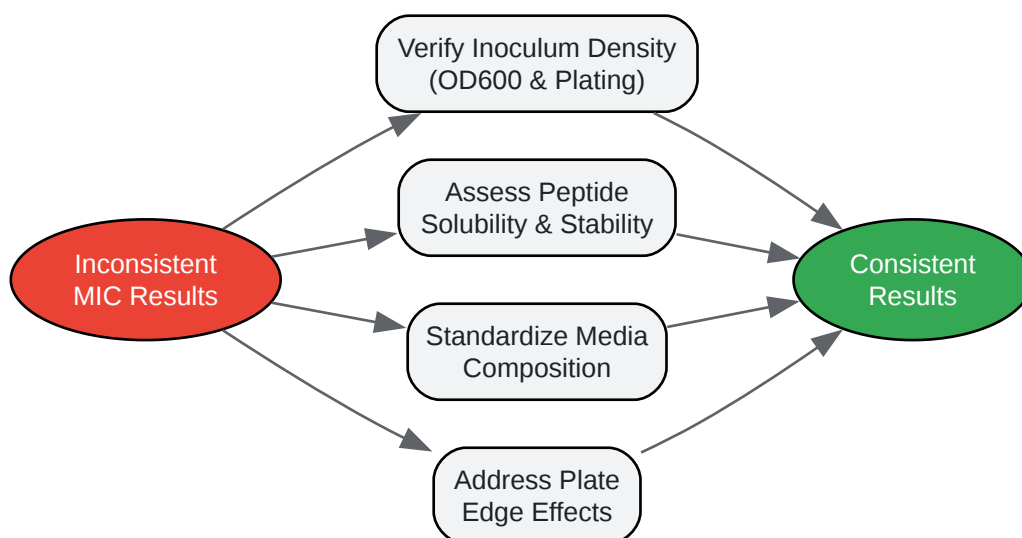 Verify Inoculum Density
(OD600 & Plating)
Assess Peptide
Solubility & Stability
Inconsistent
MIC Results
Consistent
Results
Standardize Media
Composition
Address Plate
Edge Effects